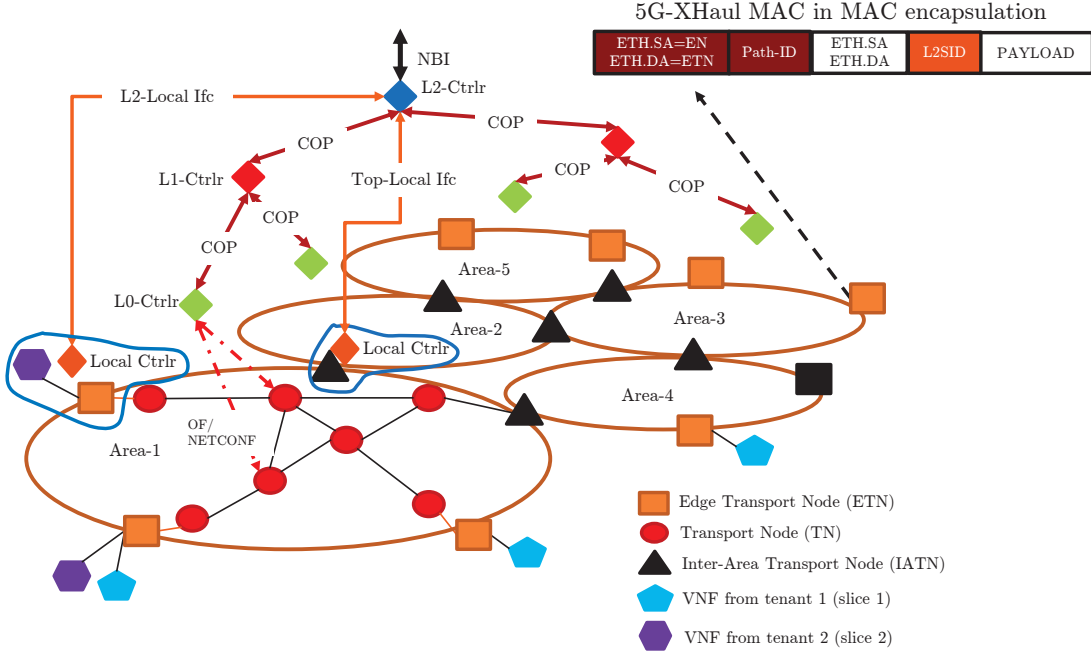 5G-XHaul MAC in MAC encapsulation
ETH.SA=EN
ETH.DA=ETN
Path-ID
ETH.SA
ETH.DA
L2SID
PAYLOAD
NBI
L2-Ctrlr
L2-Local Ifc
COP
COP
COP
COP
L1-Ctrlr
Top-Local Ifc
COP
COP
Area-5
L0-Ctrlr
Area-2
Area-3
Local Ctrlr
Local Ctrlr
Area-4
OF/
NETCONF
Area-1
Edge Transport Node (ETN)
Transport Node (TN)
Inter-Area Transport Node (IATN)
VNF from tenant 1 (slice 1)
VNF from tenant 2 (slice 2)